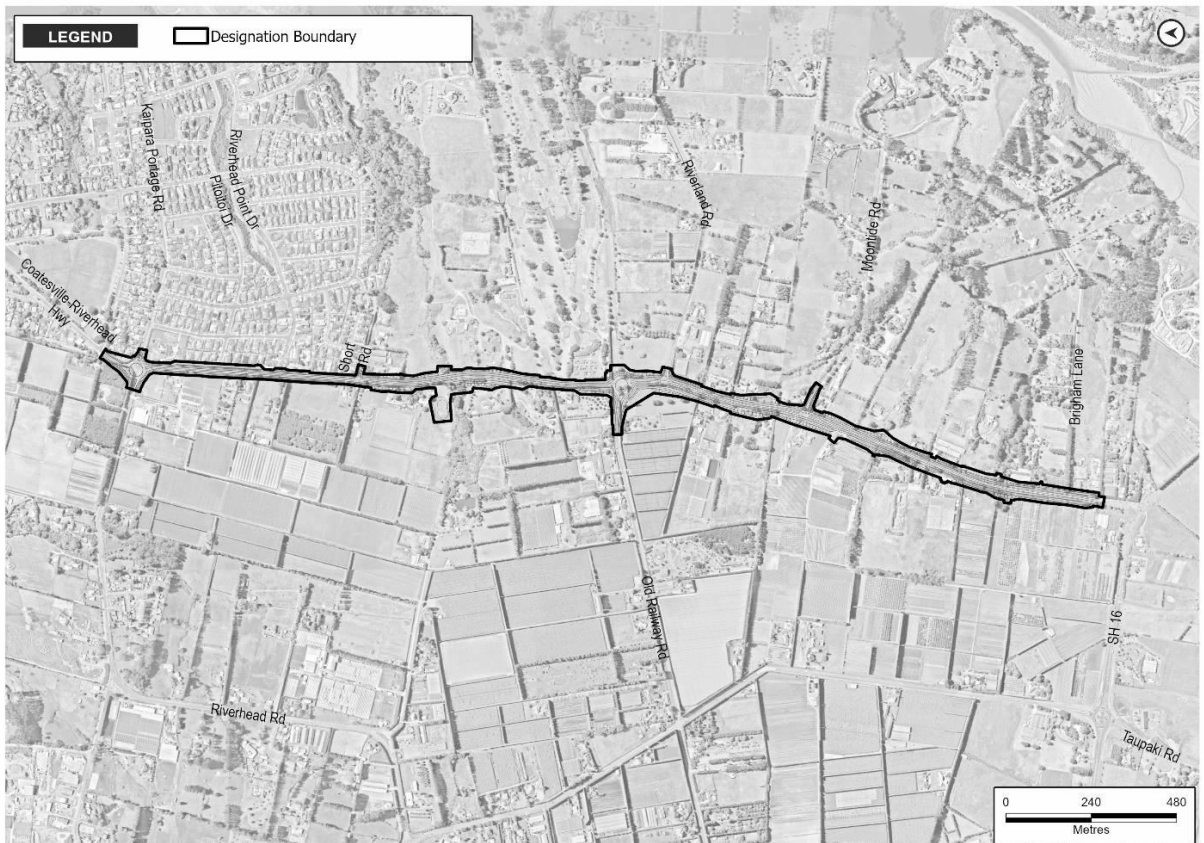 LEGEND
Designation Boundary
Kaipara Portage Rd
Riverhead Point Dr
Pitoitoi Dr
Riverland Rd
Moontide Rd
Coatesville-Riverhead
Hwy
Short
Rd
Brigham Lane
Old Railway Rd
SH 16
Riverhead Rd
Taupaki Rd
0 240 480
Metres